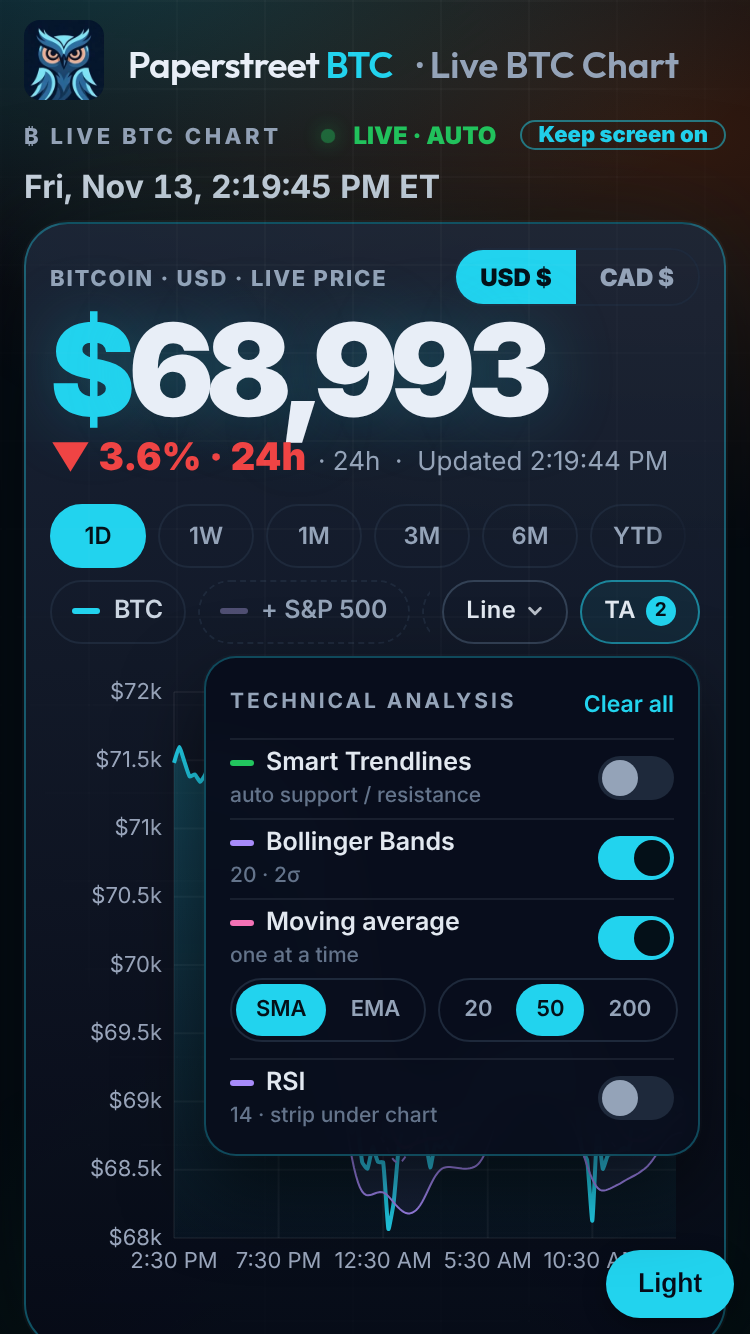 Paperstreet BTC · Live BTC Chart
₿ LIVE BTC CHART LIVE · AUTO Keep screen on
Fri, Nov 13, 2:19:45 PM ET
BITCOIN · USD · LIVE PRICE USD $ CAD $
$68,993
▼ 3.6% · 24h · 24h · Updated 2:19:44 PM
1D 1W 1M 3M 6M YTD
BTC + S&P 500 Line TA 2
TECHNICAL ANALYSIS Clear all
Smart Trendlines
auto support / resistance
Bollinger Bands
20 · 2σ
Moving average
one at a time
SMA EMA 20 50 200
RSI
14 · strip under chart
$72k
$71.5k
$71k
$70.5k
$70k
$69.5k
$69k
$68.5k
$68k
2:30 PM 7:30 PM 12:30 AM 5:30 AM 10:30
Light